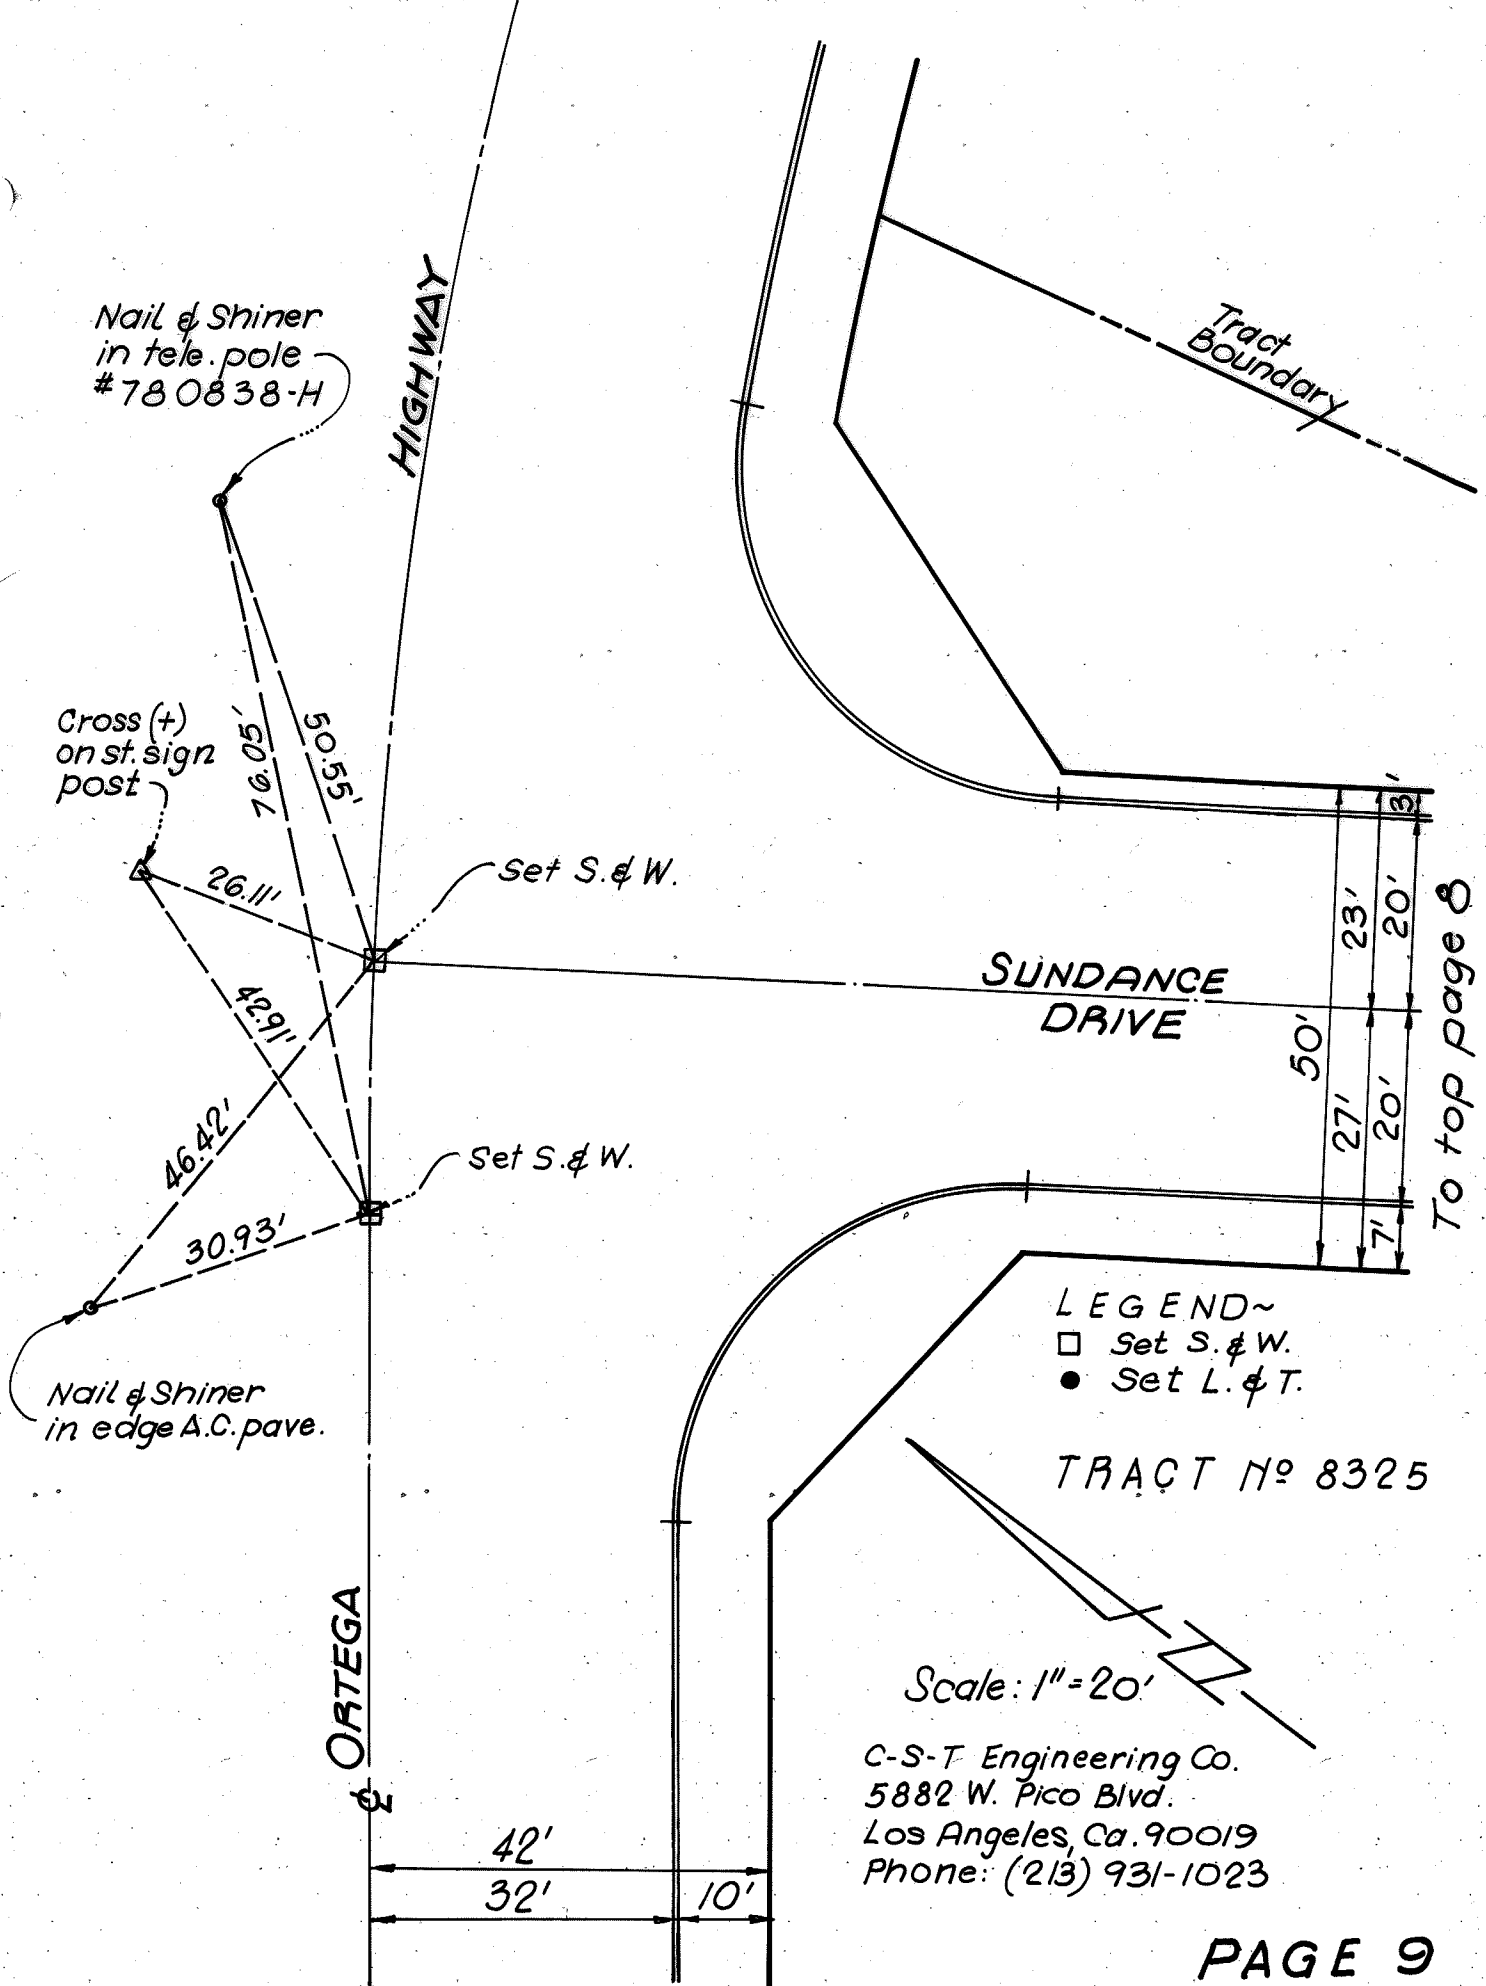 HIGHWAY
Nail & Shiner
in tele. pole
#780838-H
Tract
Boundary
Cross (+)
on st. sign
post
76.05'
50.55'
26.11'
Set S. & W.
42.91'
46.42'
30.93'
Set S. & W.
SUNDANCE
DRIVE
3'
23'
20'
50'
27'
20'
7'
To top page 8
Nail & Shiner
in edge A.C. pave.
LEGEND~
□ Set S. & W.
● Set L. & T.
TRACT Nº 8325
℄ ORTEGA
Scale: 1"=20'
C-S-T Engineering Co.
5882 W. Pico Blvd.
Los Angeles, Ca. 90019
Phone: (213) 931-1023
42'
32'
10'
PAGE 9